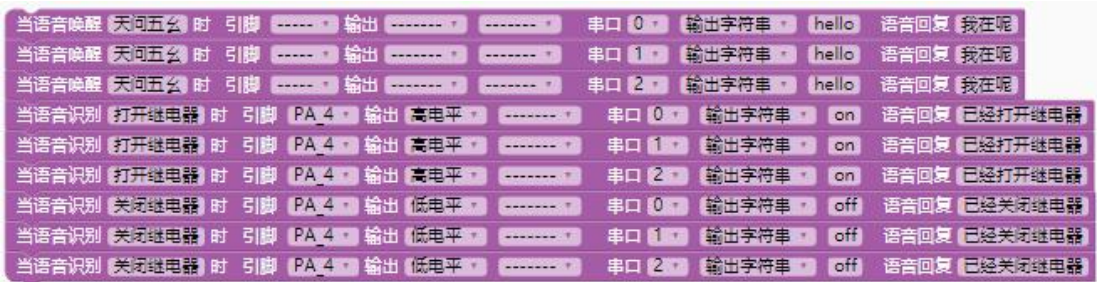 当语音唤醒 天问五幺 时 引脚 ----- 输出 ------- ------- 串口 0 输出字符串 hello 语音回复 我在呢
当语音唤醒 天问五幺 时 引脚 ----- 输出 ------- ------- 串口 1 输出字符串 hello 语音回复 我在呢
当语音唤醒 天问五幺 时 引脚 ----- 输出 ------- ------- 串口 2 输出字符串 hello 语音回复 我在呢
当语音识别 打开继电器 时 引脚 PA_4 输出 高电平 ------- 串口 0 输出字符串 on 语音回复 已经打开继电器
当语音识别 打开继电器 时 引脚 PA_4 输出 高电平 ------- 串口 1 输出字符串 on 语音回复 已经打开继电器
当语音识别 打开继电器 时 引脚 PA_4 输出 高电平 ------- 串口 2 输出字符串 on 语音回复 已经打开继电器
当语音识别 关闭继电器 时 引脚 PA_4 输出 低电平 ------- 串口 0 输出字符串 off 语音回复 已经关闭继电器
当语音识别 关闭继电器 时 引脚 PA_4 输出 低电平 ------- 串口 1 输出字符串 off 语音回复 已经关闭继电器
当语音识别 关闭继电器 时 引脚 PA_4 输出 低电平 ------- 串口 2 输出字符串 off 语音回复 已经关闭继电器